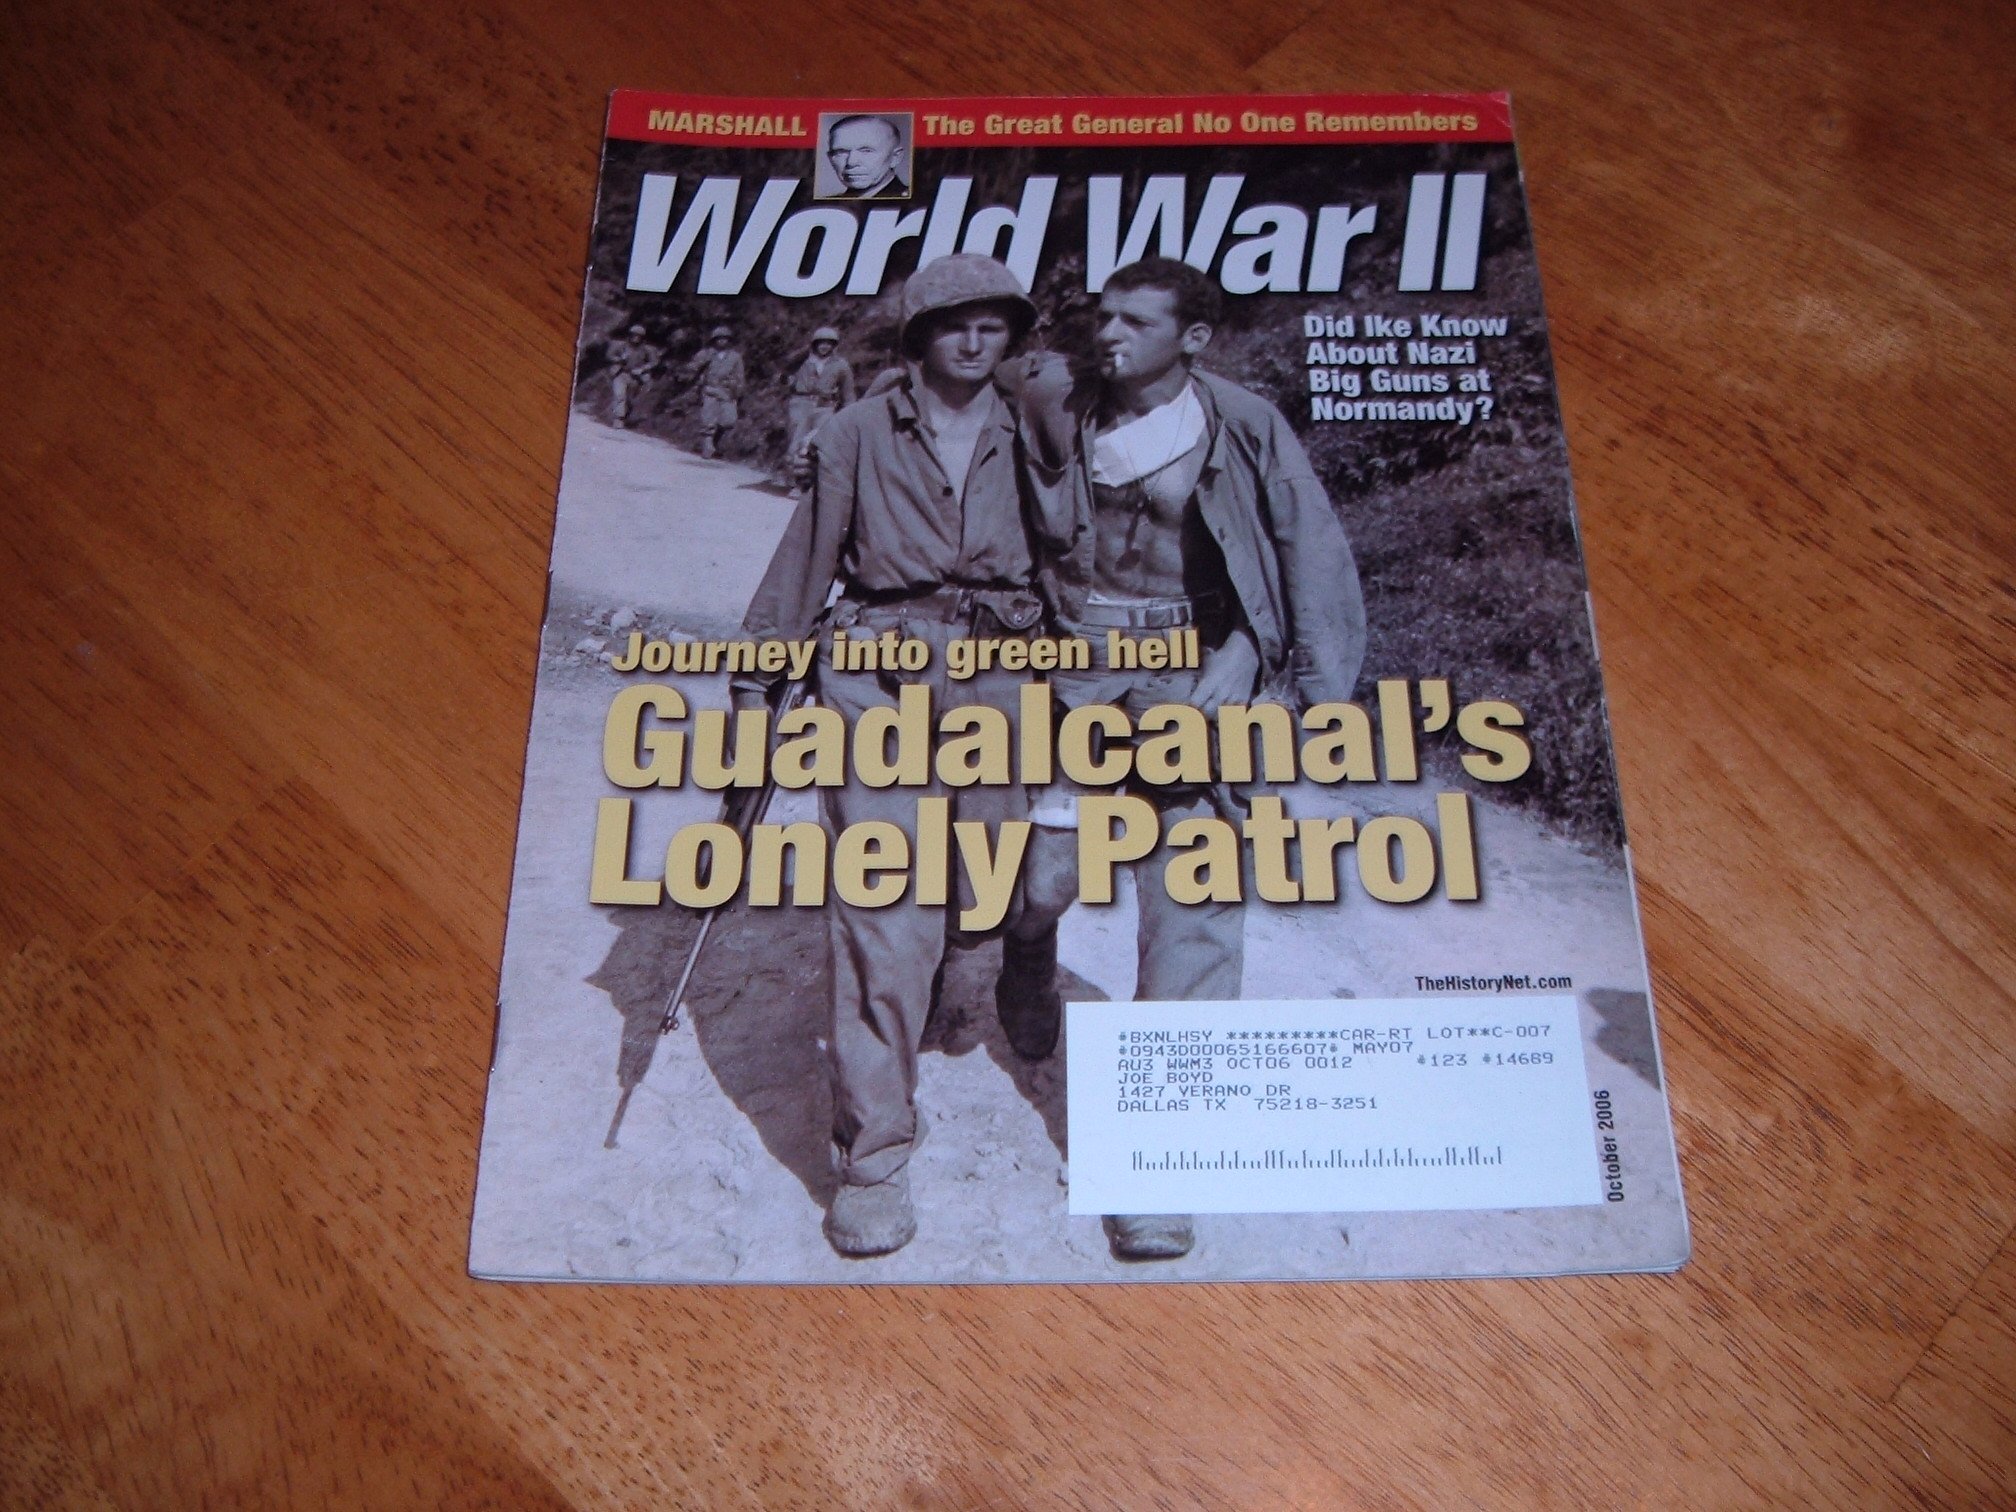 MARSHALL The Great General No One Remembers
World War II
Did Ike Know
About Nazi
Big Guns at
Normandy?
Journey into green hell
Guadalcanal's
Lonely Patrol
TheHistoryNet.com
#BXNLHSY *********CAR-RT LOT**C-007
#0943D00065166607# MAY07
AU3 WWM3 OCT06 0012 #123 #14689
JOE BOYD
1427 VERANO DR
DALLAS TX 75218-3251
October 2006